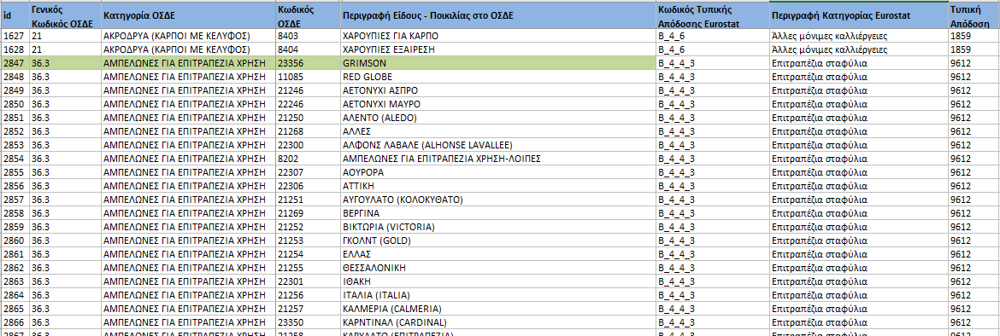 id Γενικός Κωδικός ΟΣΔΕ Κατηγορία ΟΣΔΕ Κωδικός ΟΣΔΕ Περιγραφή Είδους - Ποικιλίας στο ΟΣΔΕ Κωδικός Τυπικής Απόδοσης Eurostat Περιγραφή Κατηγορίας Eurostat Τυπική Απόδοση
1627 21 ΑΚΡΟΔΡΥΑ (ΚΑΡΠΟΙ ΜΕ ΚΕΛΥΦΟΣ) 8403 ΧΑΡΟΥΠΙΕΣ ΓΙΑ ΚΑΡΠΟ B_4_6 Άλλες μόνιμες καλλιέργειες 1859
1628 21 ΑΚΡΟΔΡΥΑ (ΚΑΡΠΟΙ ΜΕ ΚΕΛΥΦΟΣ) 8404 ΧΑΡΟΥΠΙΕΣ ΕΞΑΙΡΕΣΗ B_4_6 Άλλες μόνιμες καλλιέργειες 1859
2847 36.3 ΑΜΠΕΛΩΝΕΣ ΓΙΑ ΕΠΙΤΡΑΠΕΖΙΑ ΧΡΗΣΗ 23356 GRIMSON B_4_4_3 Επιτραπέζια σταφύλια 9612
2848 36.3 ΑΜΠΕΛΩΝΕΣ ΓΙΑ ΕΠΙΤΡΑΠΕΖΙΑ ΧΡΗΣΗ 11085 RED GLOBE B_4_4_3 Επιτραπέζια σταφύλια 9612
2849 36.3 ΑΜΠΕΛΩΝΕΣ ΓΙΑ ΕΠΙΤΡΑΠΕΖΙΑ ΧΡΗΣΗ 21246 ΑΕΤΟΝΥΧΙ ΑΣΠΡΟ B_4_4_3 Επιτραπέζια σταφύλια 9612
2850 36.3 ΑΜΠΕΛΩΝΕΣ ΓΙΑ ΕΠΙΤΡΑΠΕΖΙΑ ΧΡΗΣΗ 22246 ΑΕΤΟΝΥΧΙ ΜΑΥΡΟ B_4_4_3 Επιτραπέζια σταφύλια 9612
2851 36.3 ΑΜΠΕΛΩΝΕΣ ΓΙΑ ΕΠΙΤΡΑΠΕΖΙΑ ΧΡΗΣΗ 21250 ΑΛΕΝΤΟ (ALEDO) B_4_4_3 Επιτραπέζια σταφύλια 9612
2852 36.3 ΑΜΠΕΛΩΝΕΣ ΓΙΑ ΕΠΙΤΡΑΠΕΖΙΑ ΧΡΗΣΗ 21268 ΑΛΛΕΣ B_4_4_3 Επιτραπέζια σταφύλια 9612
2853 36.3 ΑΜΠΕΛΩΝΕΣ ΓΙΑ ΕΠΙΤΡΑΠΕΖΙΑ ΧΡΗΣΗ 22300 ΑΛΦΟΝΣ ΛΑΒΑΛΕ (ALHONSE LAVALLEE) B_4_4_3 Επιτραπέζια σταφύλια 9612
2854 36.3 ΑΜΠΕΛΩΝΕΣ ΓΙΑ ΕΠΙΤΡΑΠΕΖΙΑ ΧΡΗΣΗ 8202 ΑΜΠΕΛΩΝΕΣ ΓΙΑ ΕΠΙΤΡΑΠΕΖΙΑ ΧΡΗΣΗ-ΛΟΙΠΕΣ B_4_4_3 Επιτραπέζια σταφύλια 9612
2855 36.3 ΑΜΠΕΛΩΝΕΣ ΓΙΑ ΕΠΙΤΡΑΠΕΖΙΑ ΧΡΗΣΗ 22307 ΑΟΥΡΟΡΑ B_4_4_3 Επιτραπέζια σταφύλια 9612
2856 36.3 ΑΜΠΕΛΩΝΕΣ ΓΙΑ ΕΠΙΤΡΑΠΕΖΙΑ ΧΡΗΣΗ 22306 ΑΤΤΙΚΗ B_4_4_3 Επιτραπέζια σταφύλια 9612
2857 36.3 ΑΜΠΕΛΩΝΕΣ ΓΙΑ ΕΠΙΤΡΑΠΕΖΙΑ ΧΡΗΣΗ 21251 ΑΥΓΟΥΛΑΤΟ (ΚΟΛΟΚΥΘΑΤΟ) B_4_4_3 Επιτραπέζια σταφύλια 9612
2858 36.3 ΑΜΠΕΛΩΝΕΣ ΓΙΑ ΕΠΙΤΡΑΠΕΖΙΑ ΧΡΗΣΗ 21269 ΒΕΡΓΙΝΑ B_4_4_3 Επιτραπέζια σταφύλια 9612
2859 36.3 ΑΜΠΕΛΩΝΕΣ ΓΙΑ ΕΠΙΤΡΑΠΕΖΙΑ ΧΡΗΣΗ 21252 ΒΙΚΤΩΡΙΑ (VICTORIA) B_4_4_3 Επιτραπέζια σταφύλια 9612
2860 36.3 ΑΜΠΕΛΩΝΕΣ ΓΙΑ ΕΠΙΤΡΑΠΕΖΙΑ ΧΡΗΣΗ 21253 ΓΚΟΛΝΤ (GOLD) B_4_4_3 Επιτραπέζια σταφύλια 9612
2861 36.3 ΑΜΠΕΛΩΝΕΣ ΓΙΑ ΕΠΙΤΡΑΠΕΖΙΑ ΧΡΗΣΗ 21254 ΕΛΛΑΣ B_4_4_3 Επιτραπέζια σταφύλια 9612
2862 36.3 ΑΜΠΕΛΩΝΕΣ ΓΙΑ ΕΠΙΤΡΑΠΕΖΙΑ ΧΡΗΣΗ 21255 ΘΕΣΣΑΛΟΝΙΚΗ B_4_4_3 Επιτραπέζια σταφύλια 9612
2863 36.3 ΑΜΠΕΛΩΝΕΣ ΓΙΑ ΕΠΙΤΡΑΠΕΖΙΑ ΧΡΗΣΗ 22301 ΙΘΑΚΗ B_4_4_3 Επιτραπέζια σταφύλια 9612
2864 36.3 ΑΜΠΕΛΩΝΕΣ ΓΙΑ ΕΠΙΤΡΑΠΕΖΙΑ ΧΡΗΣΗ 21256 ΙΤΑΛΙΑ (ITALIA) B_4_4_3 Επιτραπέζια σταφύλια 9612
2865 36.3 ΑΜΠΕΛΩΝΕΣ ΓΙΑ ΕΠΙΤΡΑΠΕΖΙΑ ΧΡΗΣΗ 21257 ΚΑΛΜΕΡΙΑ (CALMERIA) B_4_4_3 Επιτραπέζια σταφύλια 9612
2866 36.3 ΑΜΠΕΛΩΝΕΣ ΓΙΑ ΕΠΙΤΡΑΠΕΖΙΑ ΧΡΗΣΗ 23350 ΚΑΡΝΤΙΝΑΛ (CARDINAL) B_4_4_3 Επιτραπέζια σταφύλια 9612